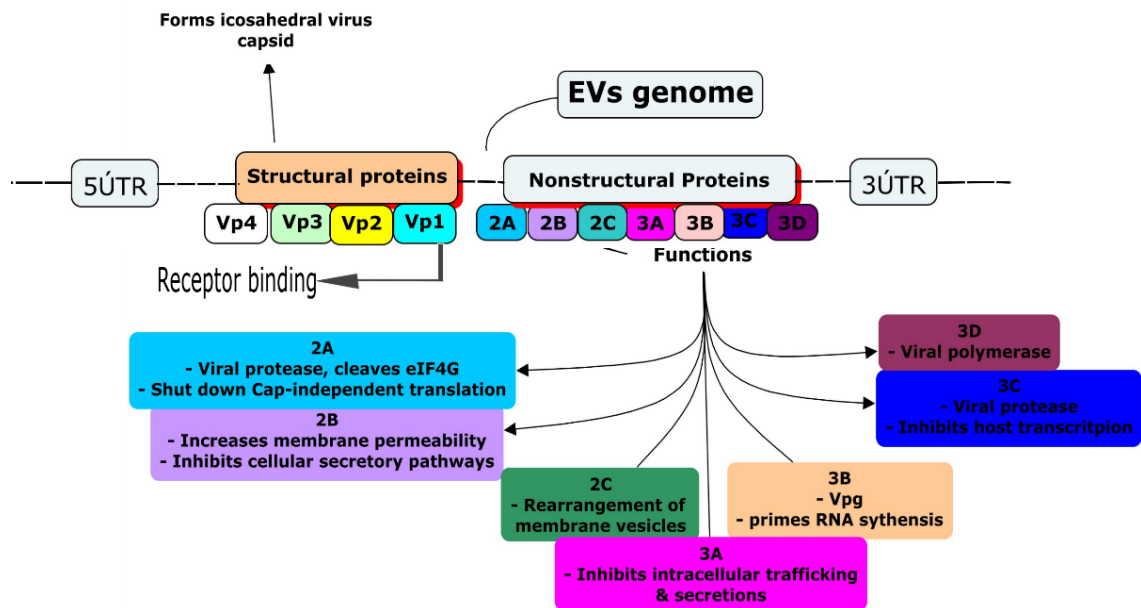 Forms icosahedral virus
capsid
EVs genome
5ÚTR
Structural proteins
Nonstructural Proteins
3ÚTR
Vp4
Vp3
Vp2
Vp1
2A
2B
2C
3A
3B
3C
3D
Receptor binding
Functions
2A
- Viral protease, cleaves eIF4G
- Shut down Cap-independent translation
2B
- Increases membrane permeability
- Inhibits cellular secretory pathways
2C
- Rearrangement of
membrane vesicles
3A
- Inhibits intracellular trafficking
& secretions
3B
- Vpg
- primes RNA sythensis
3C
- Viral protease
- Inhibits host transcritpion
3D
- Viral polymerase